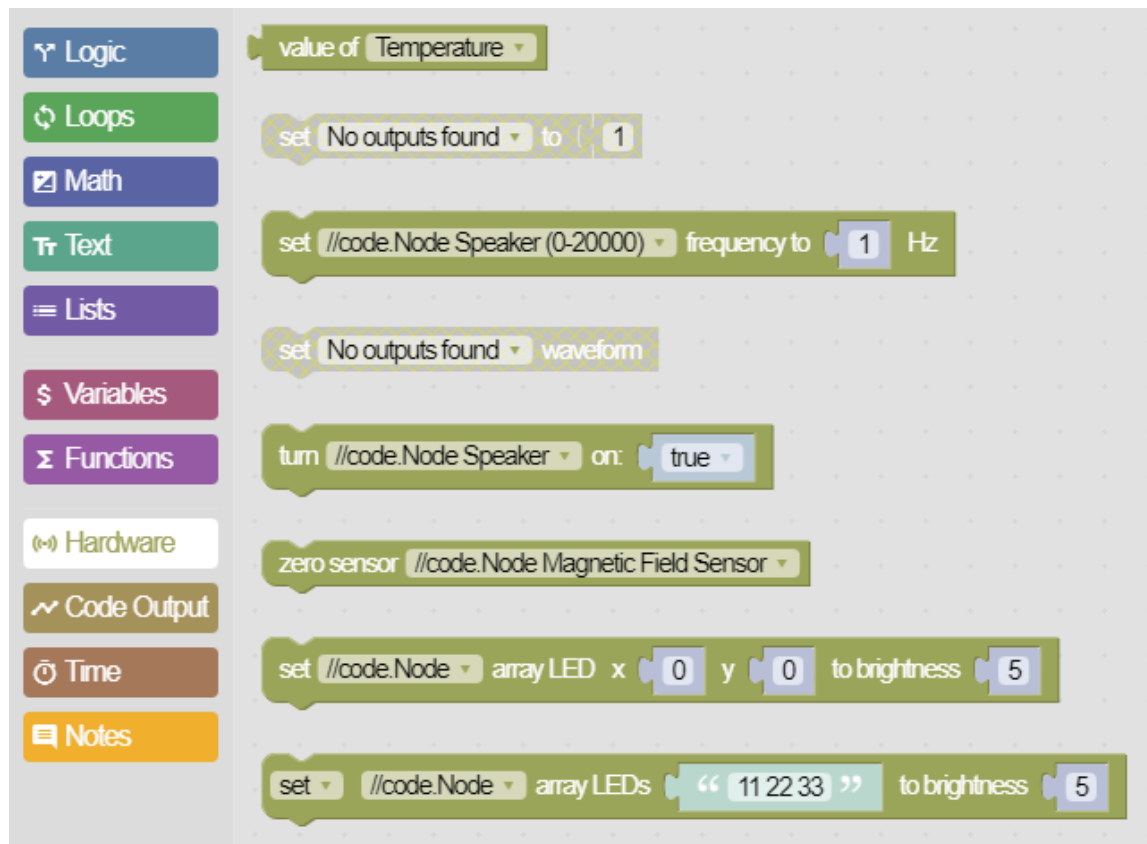 Logic
Loops
Math
Text
Lists
$ Variables
Σ Functions
Hardware
Code Output
Time
Notes
value of Temperature
set No outputs found to 1
set //code.Node Speaker (0-20000) frequency to 1 Hz
set No outputs found waveform
turn //code.Node Speaker on: true
zero sensor //code.Node Magnetic Field Sensor
set //code.Node array LED x 0 y 0 to brightness 5
set //code.Node array LEDs “ 11 22 33 ” to brightness 5